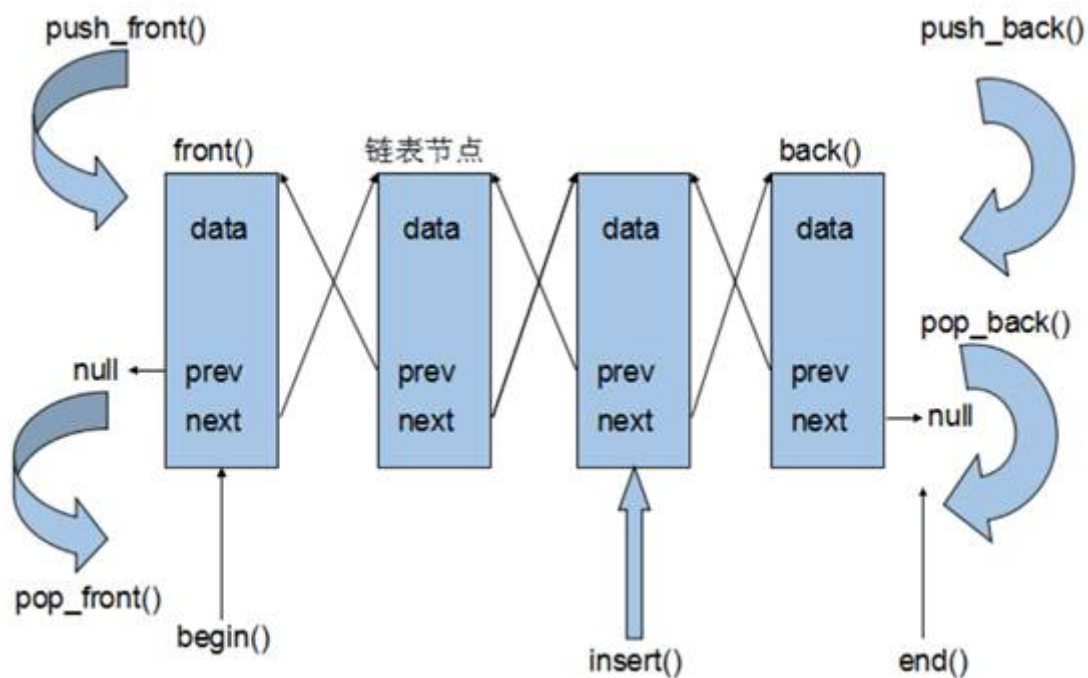 push_front()
push_back()
front()
链表节点
back()
data
data
data
data
pop_back()
null
prev
prev
prev
prev
next
next
next
next
null
pop_front()
begin()
insert()
end()